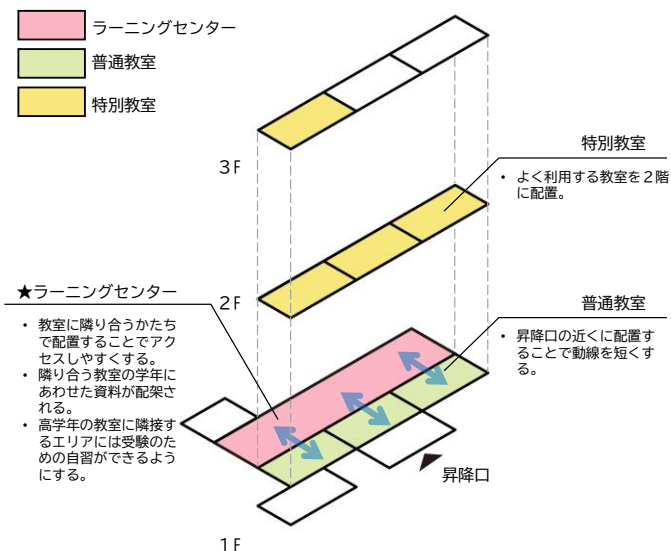 ラーニングセンター
普通教室
特別教室
3F
特別教室
・ よく利用する教室を2階
に配置。
★ラーニングセンター
2F
・ 教室に隣り合うかたち
で配置することでアク
セスしやすくする。
・ 隣り合う教室の学年に
あわせた資料が配架さ
れる。
・ 高学年の教室に隣接す
るエリアには受験のた
めの自習ができるよう
にする。
普通教室
・ 昇降口の近くに配置す
ることで動線を短くす
る。
昇降口
1F